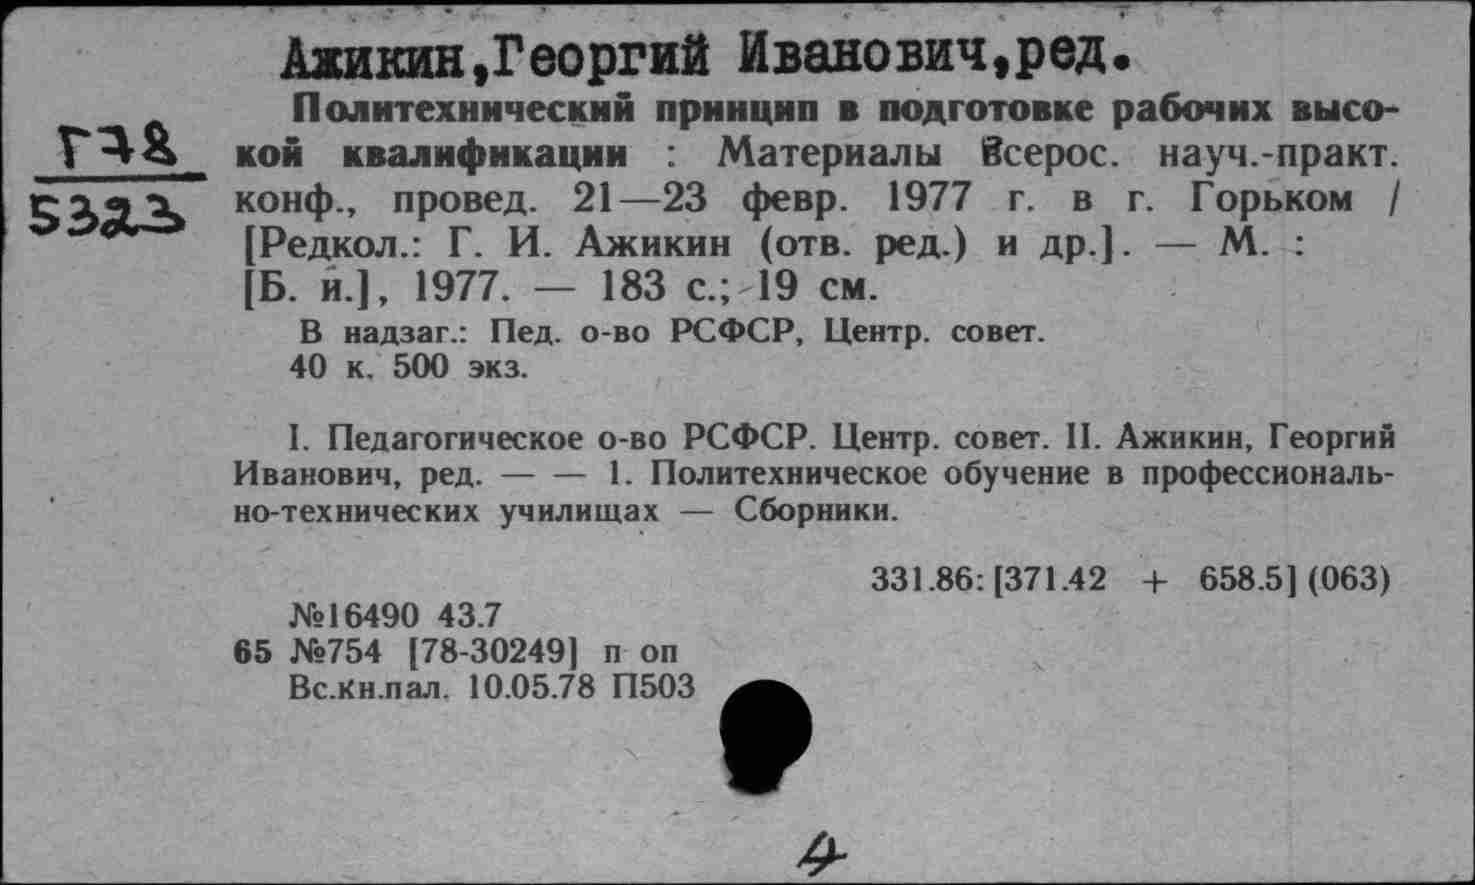 Ажикин,Георгий Иванович,ред.
Политехнический принцип в подготовке рабочих высо-
Г78
кой квалификации : Материалы Всерос. науч.-практ.
5323
конф., провед. 21—23 февр. 1977 г. в г. Горьком /
[Редкол.: Г. И. Ажикин (отв. ред.) и др.]. — М. :
[Б. и.], 1977. — 183 с.; 19 см.
В надзаг.: Пед. о-во РСФСР, Центр. совет.
40 к. 500 экз.
I. Педагогическое о-во РСФСР. Центр. совет. II. Ажикин, Георгий
Иванович, ред. — — 1. Политехническое обучение в профессиональ-
но-технических училищах — Сборники.
331.86: [371.42 + 658.5] (063)
№16490 43.7
65 №754 [78-30249] п оп
Вс.кн.пал. 10.05.78 П503
4